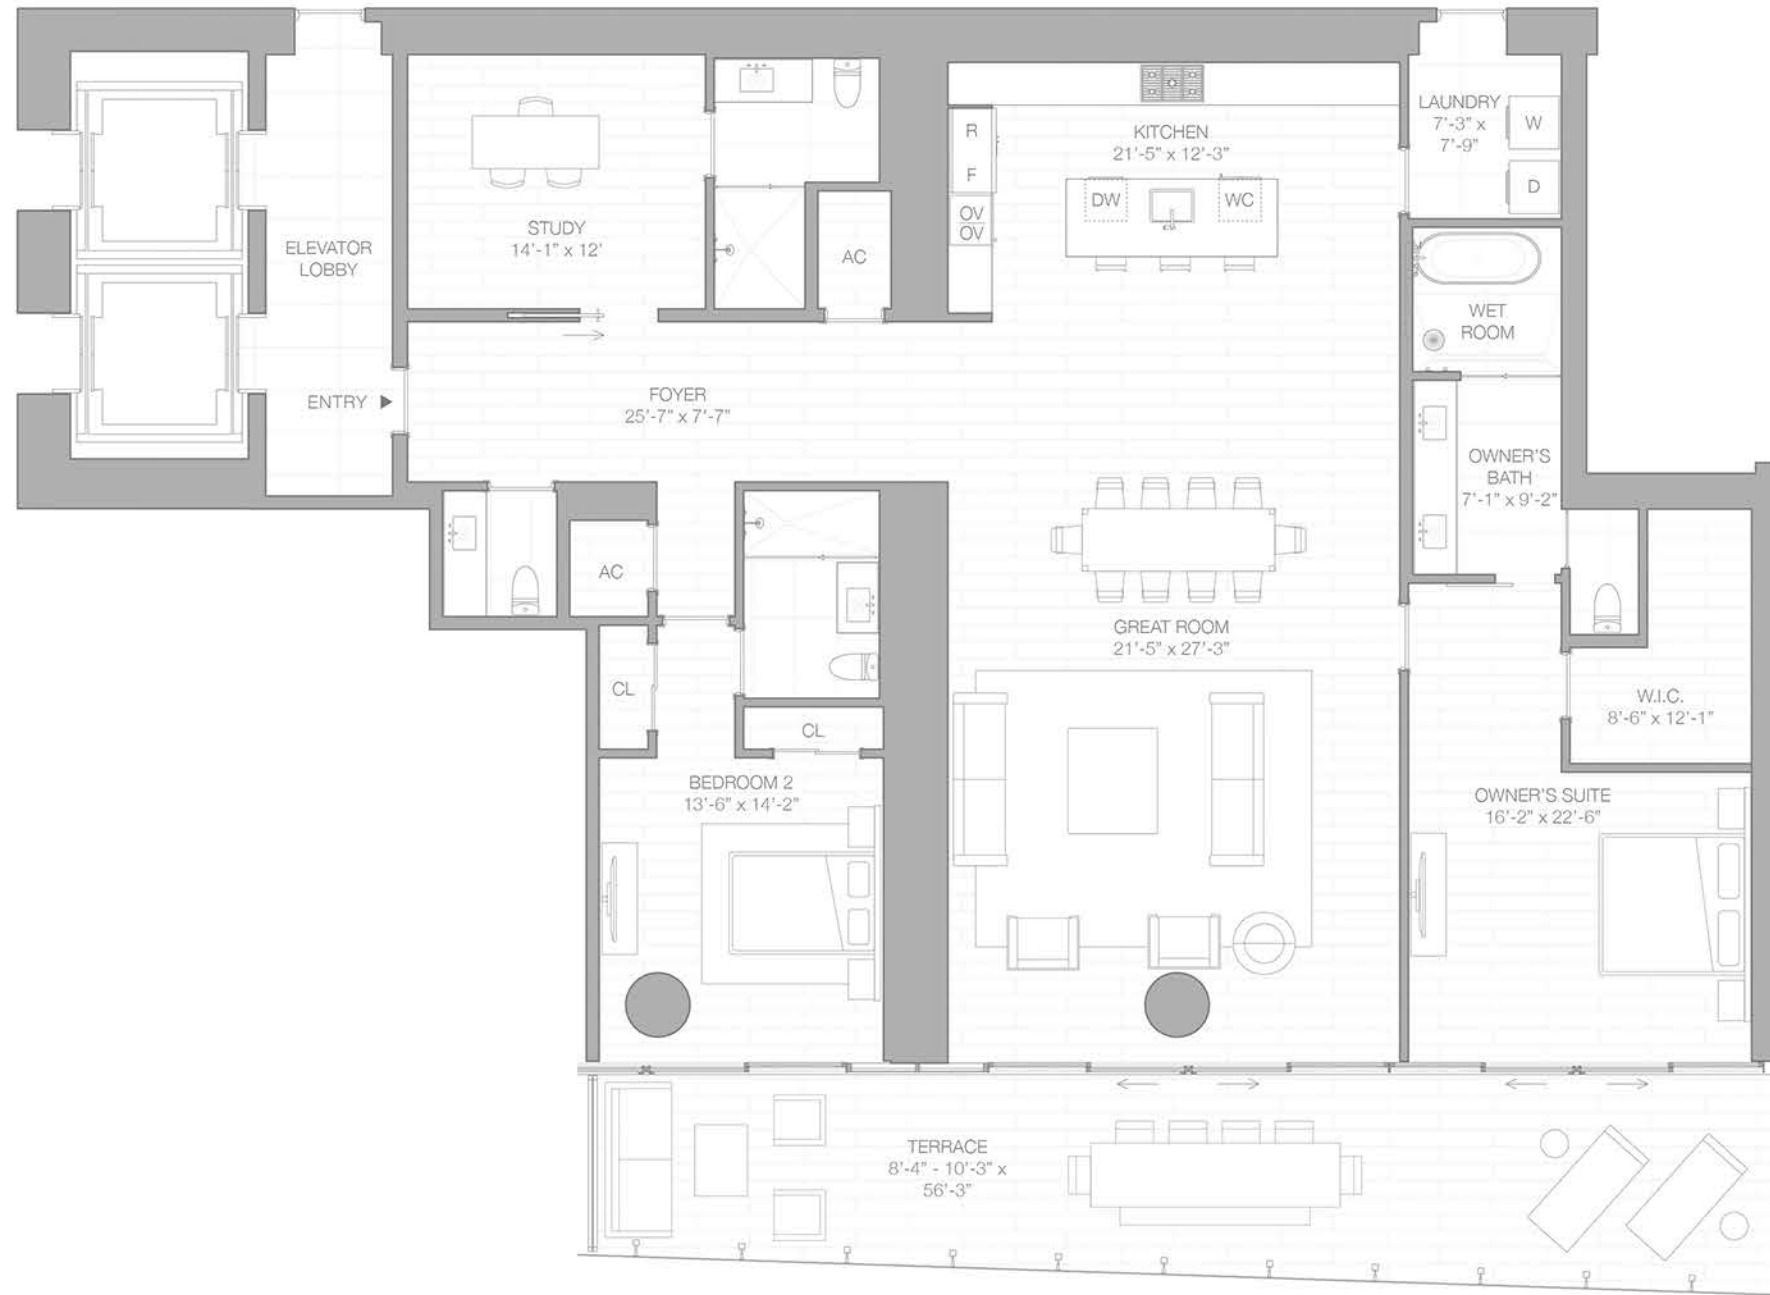 LAUNDRY
7'-3" x
7'-9"
W
D
KITCHEN
21'-5" x 12'-3"
R
F
OV
OV
DW
WC
STUDY
14'-1" x 12'
AC
ELEVATOR
LOBBY
WET
ROOM
ENTRY
FOYER
25'-7" x 7'-7"
OWNER'S
BATH
7'-1" x 9'-2"
AC
GREAT ROOM
21'-5" x 27'-3"
CL
W.I.C.
8'-6" x 12'-1"
CL
BEDROOM 2
13'-6" x 14'-2"
OWNER'S SUITE
16'-2" x 22'-6"
TERRACE
8'-4" - 10'-3" x
56'-3"